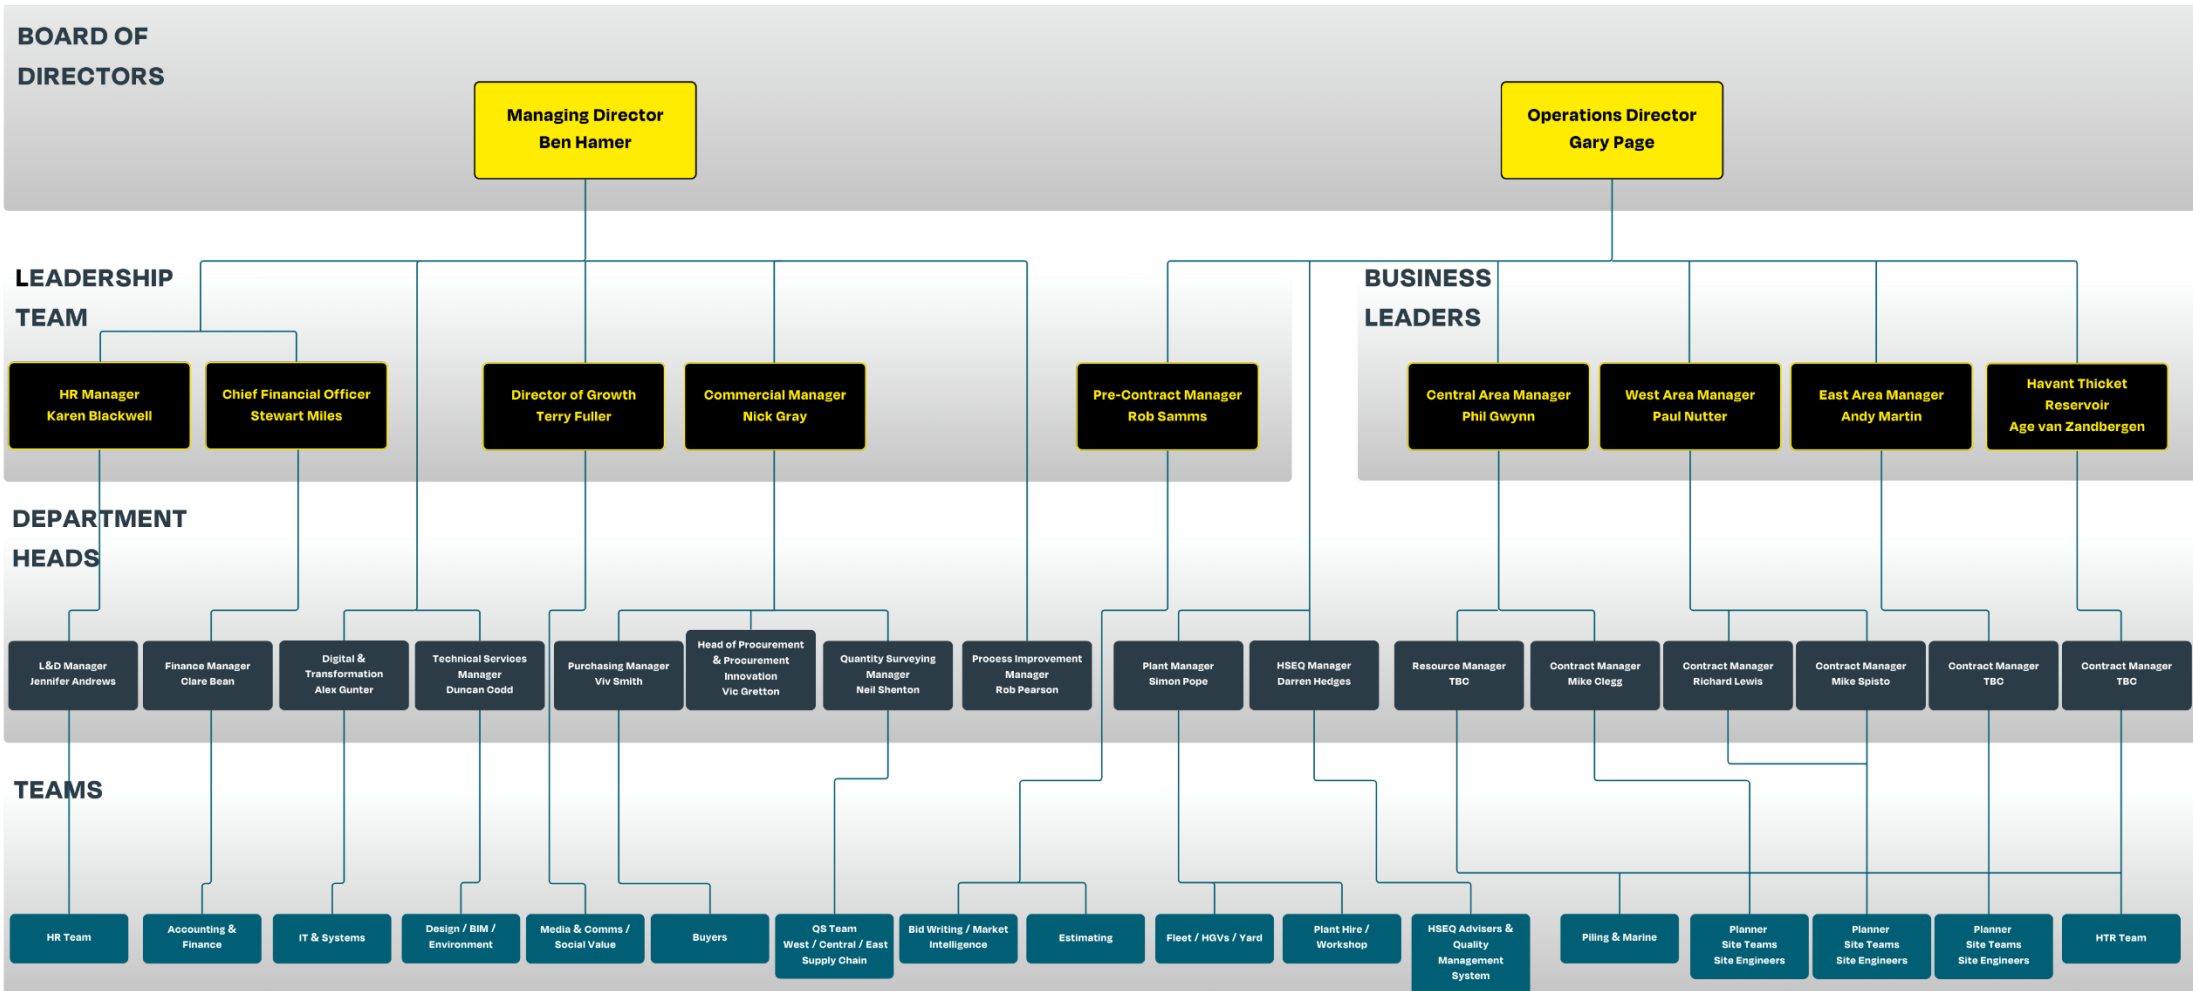 BOARD OF
DIRECTORS
Managing Director
Ben Hamer
Operations Director
Gary Page
LEADERSHIP
TEAM
BUSINESS
LEADERS
HR Manager
Karen Blackwell
Chief Financial Officer
Stewart Miles
Director of Growth
Terry Fuller
Commercial Manager
Nick Gray
Pre-Contract Manager
Rob Samms
Central Area Manager
Phil Gwynn
West Area Manager
Paul Nutter
East Area Manager
Andy Martin
Havant Thicket
Reservoir
Age van Zandbergen
DEPARTMENT
HEADS
L&D Manager
Jennifer Andrews
Finance Manager
Clare Bean
Digital &
Transformation
Alex Gunter
Technical Services
Manager
Duncan Codd
Purchasing Manager
Viv Smith
Head of Procurement
& Procurement
Innovation
Vic Gretton
Quantity Surveying
Manager
Neil Shenton
Process Improvement
Manager
Rob Pearson
Plant Manager
Simon Pope
HSEQ Manager
Darren Hedges
Resource Manager
TBC
Contract Manager
Mike Clegg
Contract Manager
Richard Lewis
Contract Manager
Mike Spisto
Contract Manager
TBC
Contract Manager
TBC
TEAMS
HR Team
Accounting &
Finance
IT & Systems
Design / BIM /
Environment
Media & Comms /
Social Value
Buyers
QS Team
West / Central / East
Supply Chain
Bid Writing / Market
Intelligence
Estimating
Fleet / HGVs / Yard
Plant Hire /
Workshop
HSEQ Advisers &
Quality
Management
System
Piling & Marine
Planner
Site Teams
Site Engineers
Planner
Site Teams
Site Engineers
Planner
Site Teams
Site Engineers
HTR Team